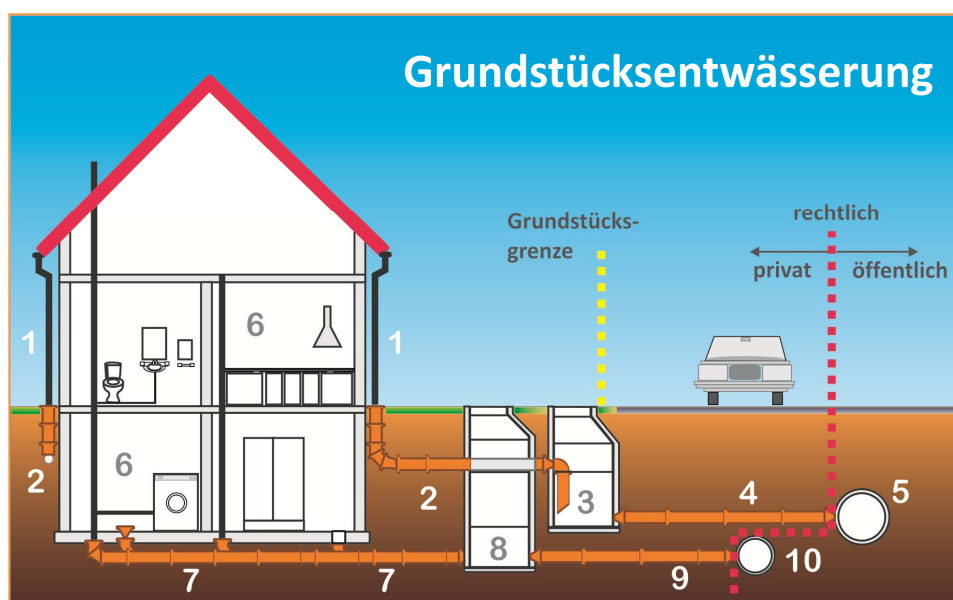 Grundstücksentwässerung
Grundstücks-
grenze
rechtlich
privat öffentlich
1
6
1
2
6
2
3
4
5
8
7
7
9
10